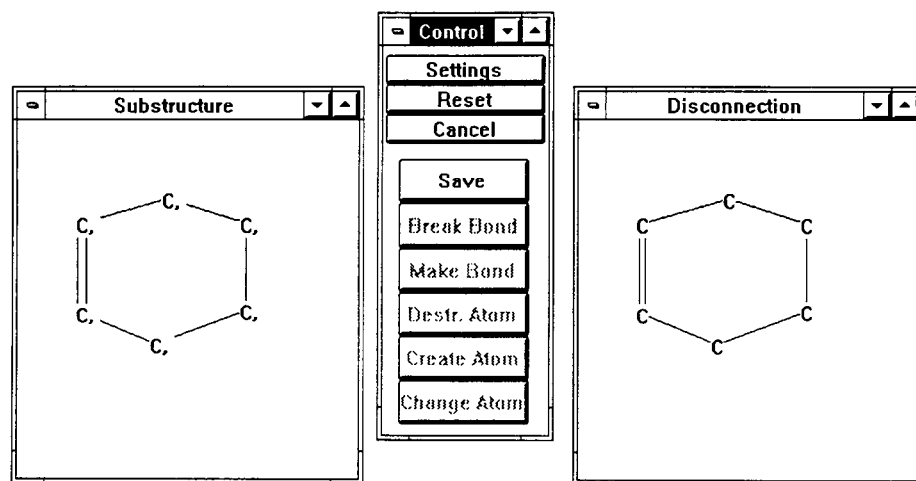 Control
Settings
Reset
Cancel
Save
Break Bond
Make Bond
Destr. Atom
Create Atom
Change Atom
Substructure
C,
C, C,
C, C,
C,
Disconnection
C
C C
C C
C